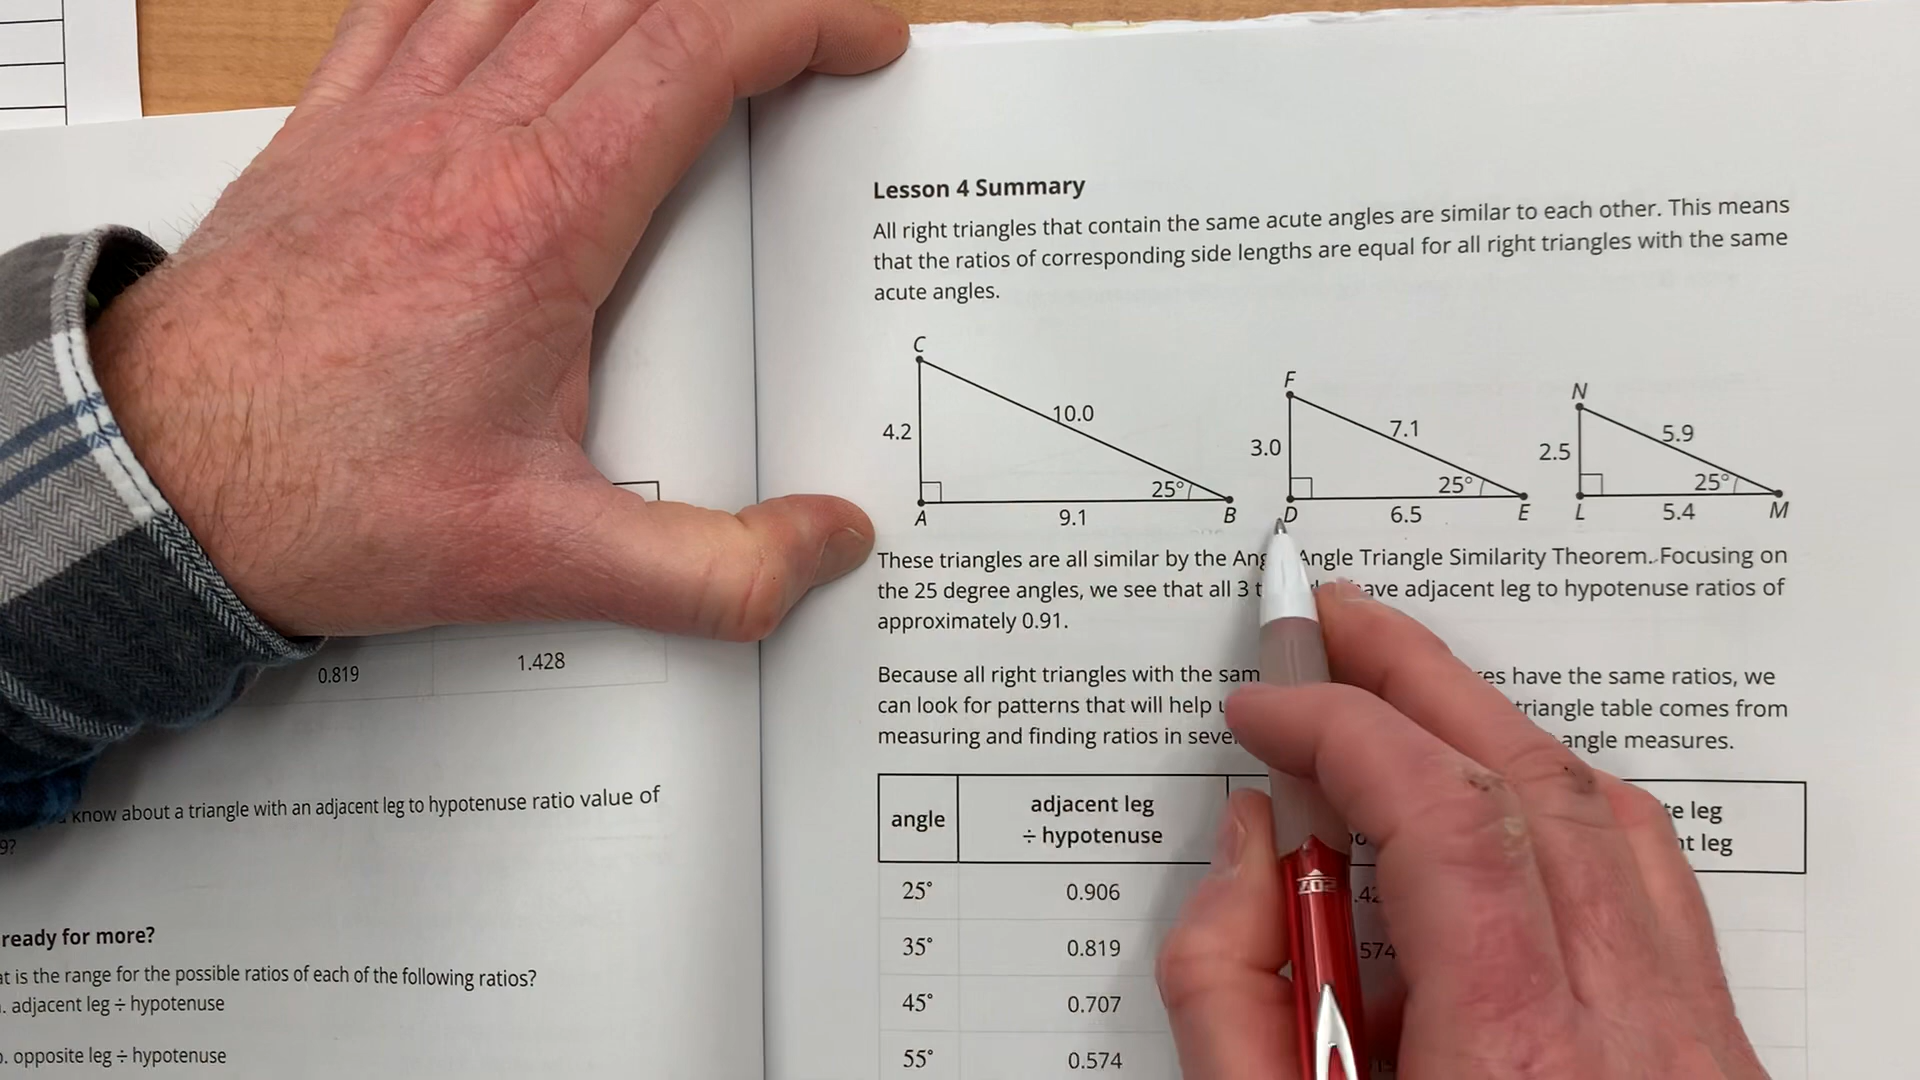 0.819 1.428
know about a triangle with an adjacent leg to hypotenuse ratio value of
9?
ready for more?
is the range for the possible ratios of each of the following ratios?
. adjacent leg ÷ hypotenuse
. opposite leg ÷ hypotenuse
Lesson 4 Summary
All right triangles that contain the same acute angles are similar to each other. This means
that the ratios of corresponding side lengths are equal for all right triangles with the same
acute angles.
C
4.2
10.0
25°
A
9.1
B
F
3.0
7.1
25°
D
6.5
E
N
2.5
5.9
25°
L
5.4
M
These triangles are all similar by the Angle Triangle Similarity Theorem. Focusing on
the 25 degree angles, we see that all 3 adjacent leg to hypotenuse ratios of
approximately 0.91.
Because all right triangles with the have the same ratios, we
can look for patterns that will help triangle table comes from
measuring and finding ratios in angle measures.
angle
adjacent leg
÷ hypotenuse
leg
leg
25° 0.906
35° 0.819 574
45° 0.707
55° 0.574